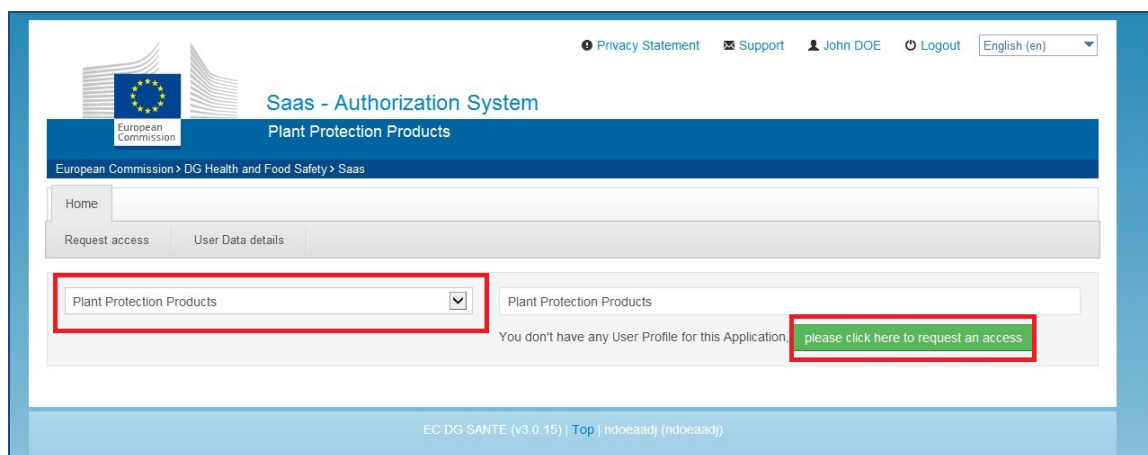 Privacy Statement Support John DOE Logout English (en)
Saas - Authorization System
European
Commission
Plant Protection Products
European Commission > DG Health and Food Safety > Saas
Home
Request access User Data details
Plant Protection Products
Plant Protection Products
You don't have any User Profile for this Application, please click here to request an access
EC DG SANTE (v3.0.15) | Top | ndoeaadj (ndoeaadj)